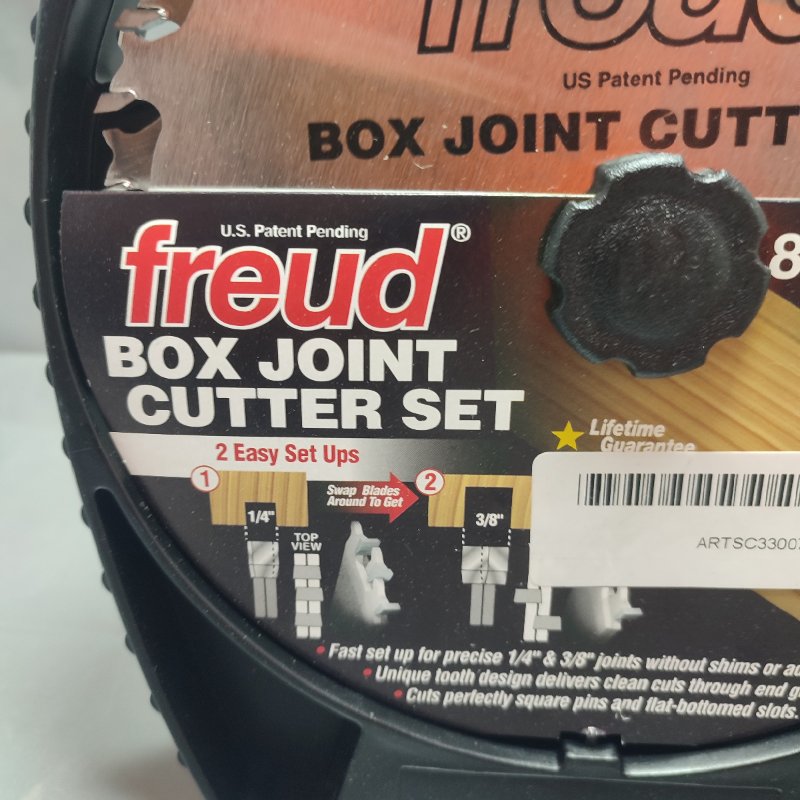 US Patent Pending
BOX JOINT CUTT
U.S. Patent Pending
freud®
BOX JOINT
CUTTER SET
8
Lifetime
Guarantee
2 Easy Set Ups
1
Swap Blades
Around To Get
2
1/4"
3/8"
TOP
VIEW
ARTSC3300
• Fast set up for precise 1/4" & 3/8" joints without shims or
• Unique tooth design delivers clean cuts through end
• Cuts perfectly square pins and flat-bottomed slots.